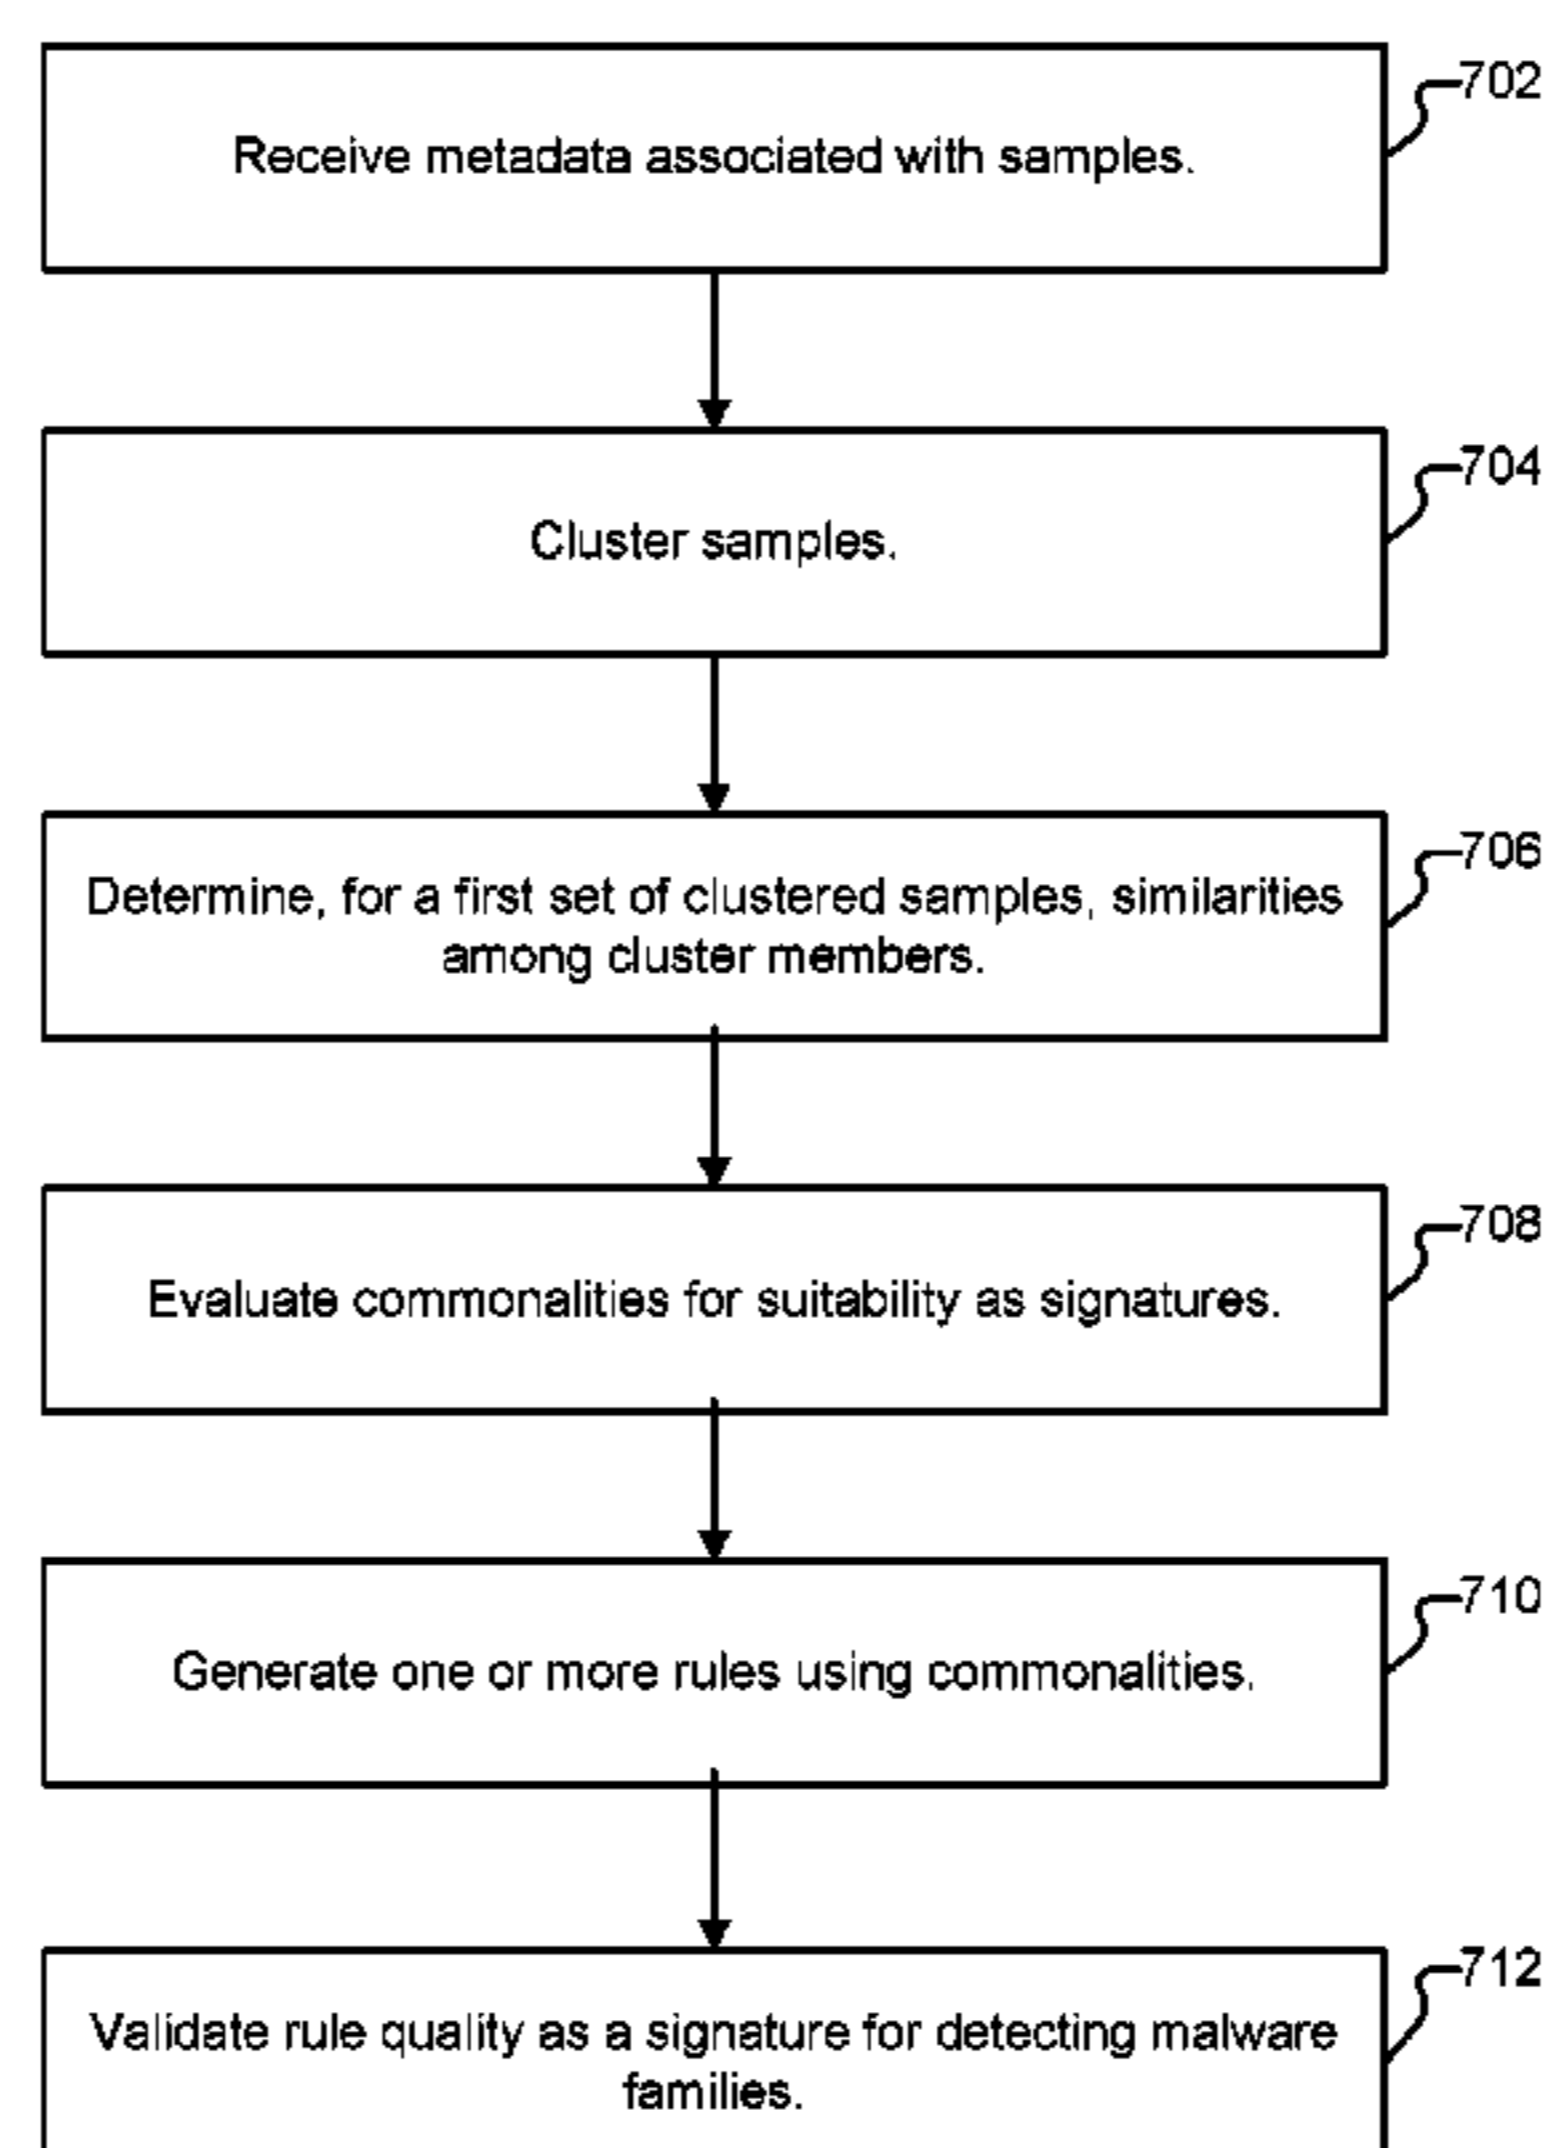 702
Receive metadata associated with samples.
704
Cluster samples.
706
Determine, for a first set of clustered samples, similarities
among cluster members.
708
Evaluate commonalities for suitability as signatures.
710
Generate one or more rules using commonalities.
712
Validate rule quality as a signature for detecting malware
families.